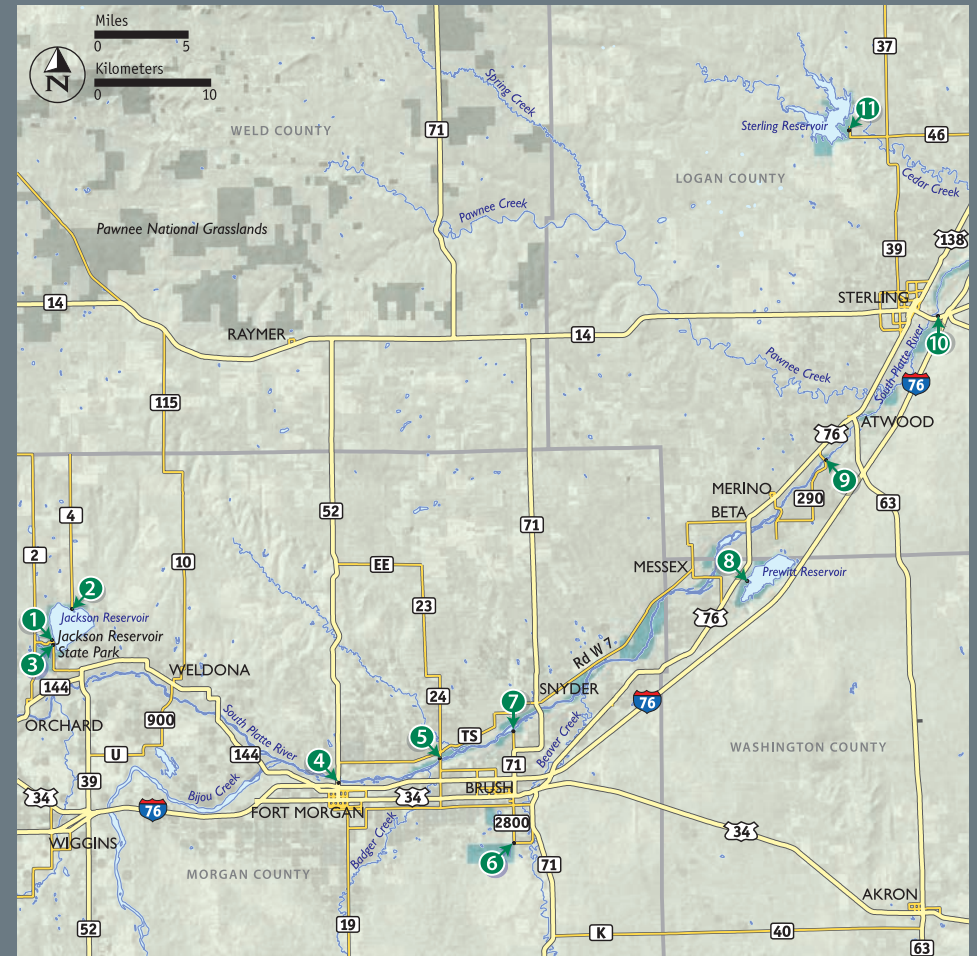 Miles
0 5
Kilometers
0 10
N
37
Spring Creek
11
71
WELD COUNTY
Sterling Reservoir
46
LOGAN COUNTY
Cedar Creek
Pawnee Creek
Pawnee National Grasslands
39
138
14
STERLING
RAYMER
14
10
South Platte River
Pawnee Creek
76
115
ATWOOD
76
9
MERINO
290
63
52
4
BETA
71
2
10
EE
MESSEX
8
Prewitt Reservoir
2
23
76
1
Jackson Reservoir
Jackson Reservoir
State Park
3
Rd W 7
WELDONA
144
24
7
SNYDER
76
ORCHARD
900
South Platte River
5
TS
Beaver Creek
WASHINGTON COUNTY
U
144
4
71
39
Bijou Creek
BRUSH
34
76
34
FORT MORGAN
2800
34
WIGGINS
Badger Creek
6
71
MORGAN COUNTY
AKRON
19
52
K
40
63